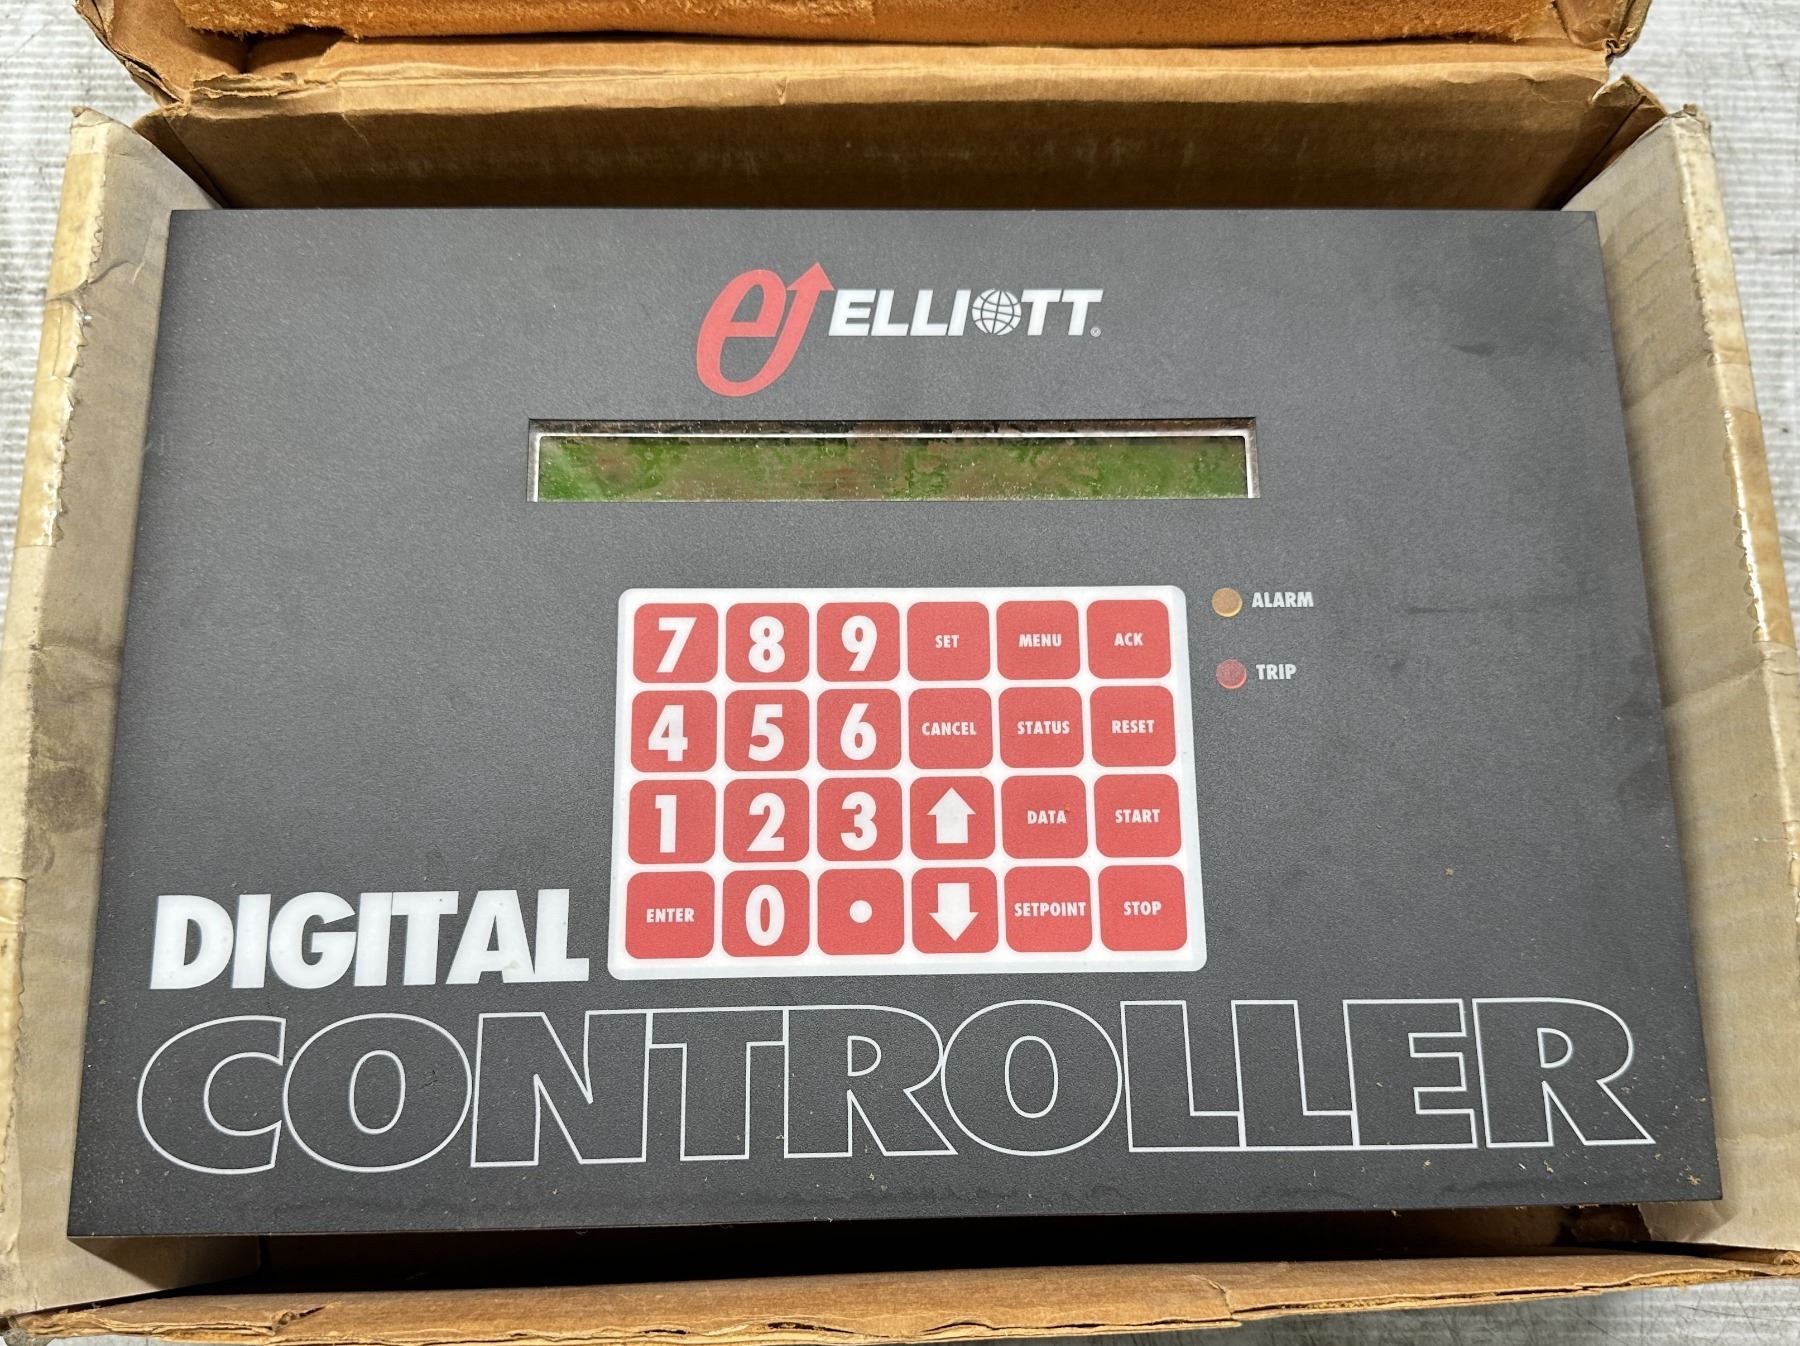 ELLIOTT®
ALARM
TRIP
7 8 9 SET MENU ACK
4 5 6 CANCEL STATUS RESET
1 2 3 DATA START
ENTER 0 . SETPOINT STOP
DIGITAL
CONTROLLER